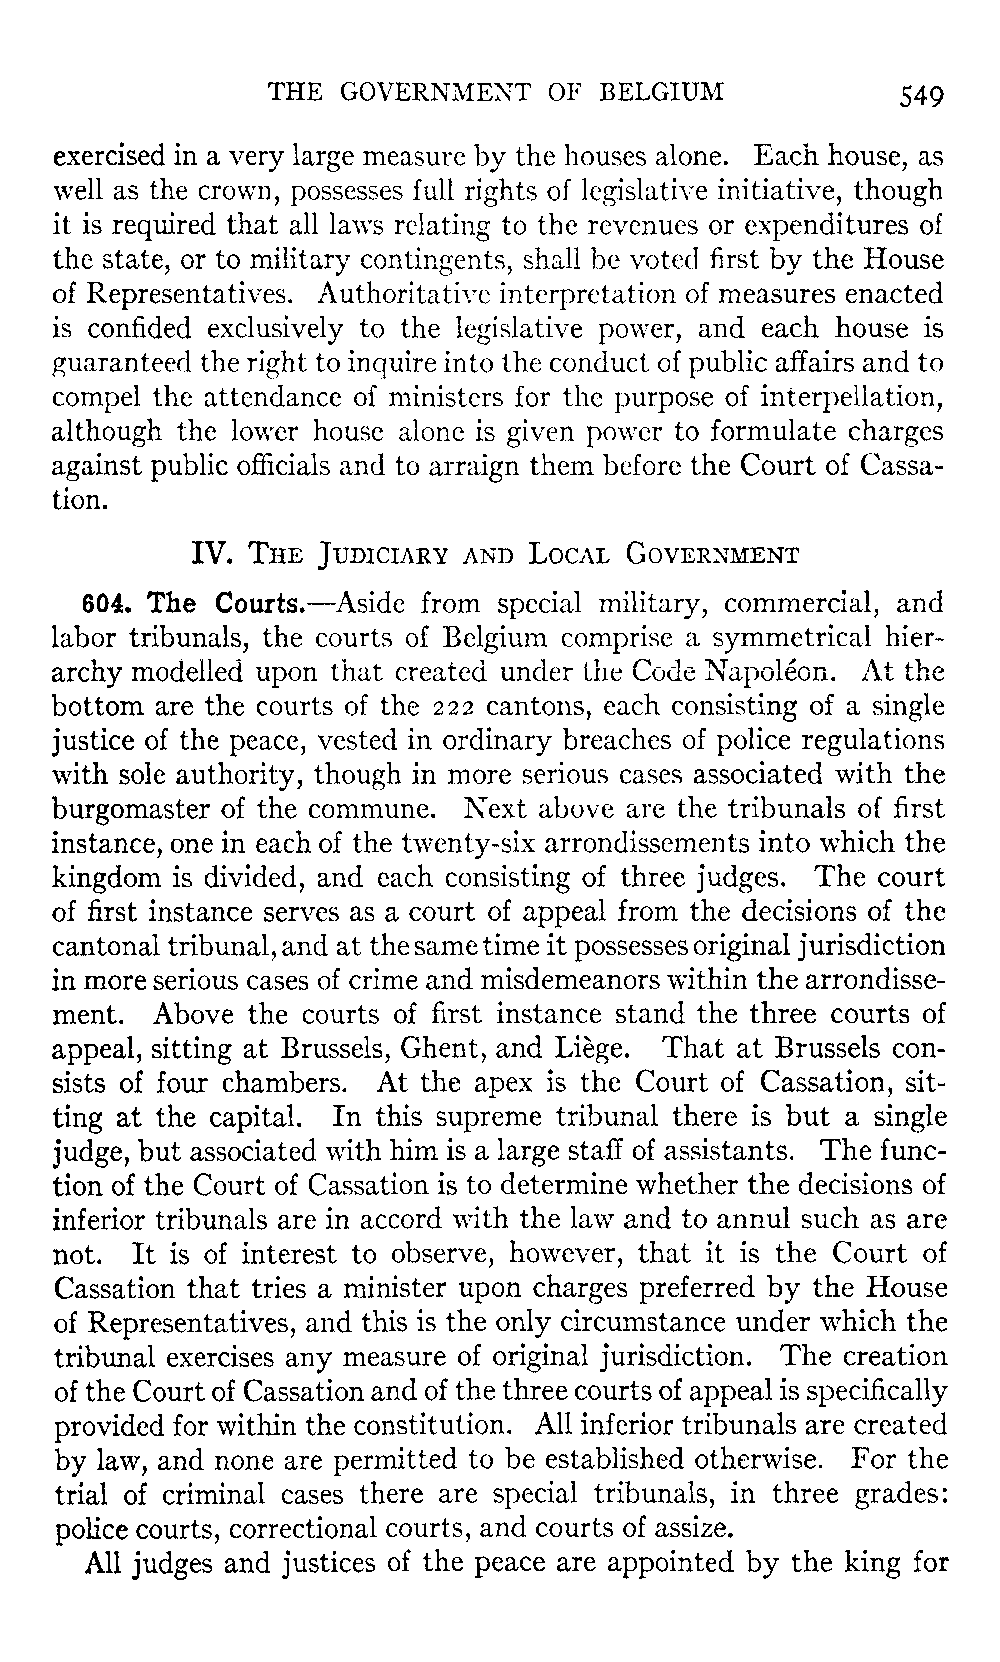 THE GOVERNMENT OF BELGIUM 549
exercised in a very large measure by the houses alone. Each house, as
well as the crown, possesses full rights of legislative initiative, though
it is required that all laws relating to the revenues or expenditures of
the state, or to military contingents, shall be voted first by the House
of Representatives. Authoritative interpretation of measures enacted
is confided exclusively to the legislative power, and each house is
guaranteed the right to inquire into the conduct of public affairs and to
compel the attendance of ministers for the purpose of interpellation,
although the lower house alone is given power to formulate charges
against public officials and to arraign them before the Court of Cassa-
tion.
IV. The Judiciary and Local Government
604. The Courts.—Aside from special military, commercial, and
labor tribunals, the courts of Belgium comprise a symmetrical hier-
archy modelled upon that created under the Code Napoléon. At the
bottom are the courts of the 222 cantons, each consisting of a single
justice of the peace, vested in ordinary breaches of police regulations
with sole authority, though in more serious cases associated with the
burgomaster of the commune. Next above are the tribunals of first
instance, one in each of the twenty-six arrondissements into which the
kingdom is divided, and each consisting of three judges. The court
of first instance serves as a court of appeal from the decisions of the
cantonal tribunal, and at the same time it possesses original jurisdiction
in more serious cases of crime and misdemeanors within the arrondisse-
ment. Above the courts of first instance stand the three courts of
appeal, sitting at Brussels, Ghent, and Liège. That at Brussels con-
sists of four chambers. At the apex is the Court of Cassation, sit-
ting at the capital. In this supreme tribunal there is but a single
judge, but associated with him is a large staff of assistants. The func-
tion of the Court of Cassation is to determine whether the decisions of
inferior tribunals are in accord with the law and to annul such as are
not. It is of interest to observe, however, that it is the Court of
Cassation that tries a minister upon charges preferred by the House
of Representatives, and this is the only circumstance under which the
tribunal exercises any measure of original jurisdiction. The creation
of the Court of Cassation and of the three courts of appeal is specifically
provided for within the constitution. All inferior tribunals are created
by law, and none are permitted to be established otherwise. For the
trial of criminal cases there are special tribunals, in three grades:
police courts, correctional courts, and courts of assize.
All judges and justices of the peace are appointed by the king for